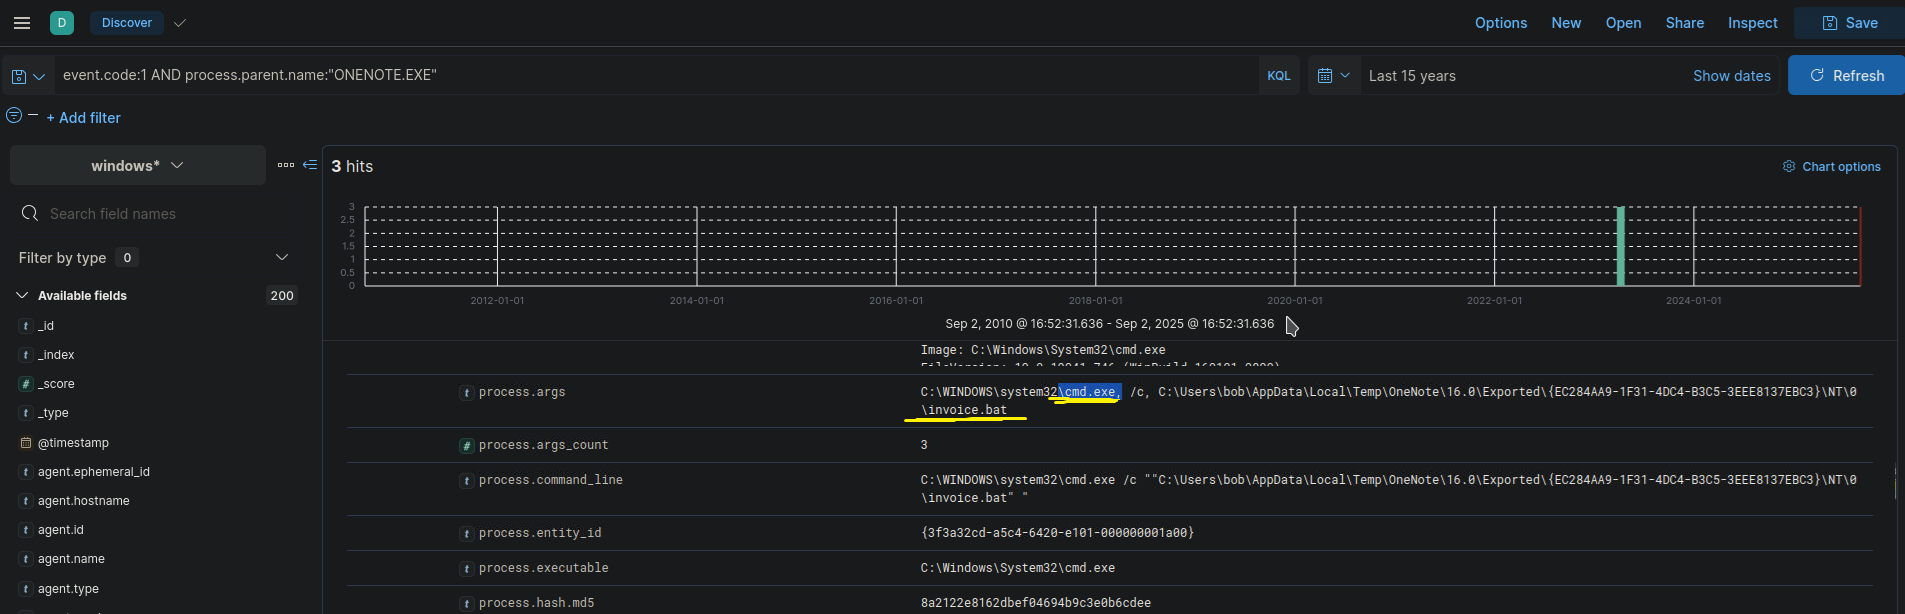 D Discover Options New Open Share Inspect Save
event.code:1 AND process.parent.name:"ONENOTE.EXE" KQL Last 15 years Show dates Refresh
+ Add filter
windows*
Search field names
Filter by type 0
Available fields 200
t _id
t _index
# _score
t _type
@timestamp
t agent.ephemeral_id
t agent.hostname
t agent.id
t agent.name
t agent.type
3 hits Chart options
3
2.5
2
1.5
1
0.5
0
2012-01-01 2014-01-01 2016-01-01 2018-01-01 2020-01-01 2022-01-01 2024-01-01
Sep 2, 2010 @ 16:52:31.636 - Sep 2, 2025 @ 16:52:31.636
Image: C:\Windows\System32\cmd.exe
t process.args C:\WINDOWS\system32\cmd.exe, /c, C:\Users\bob\AppData\Local\Temp\OneNote\16.0\Exported\{EC284AA9-1F31-4DC4-B3C5-3EEE8137EBC3}\NT\0
\invoice.bat
# process.args_count 3
t process.command_line C:\WINDOWS\system32\cmd.exe /c ""C:\Users\bob\AppData\Local\Temp\OneNote\16.0\Exported\{EC284AA9-1F31-4DC4-B3C5-3EEE8137EBC3}\NT\0
\invoice.bat" "
t process.entity_id {3f3a32cd-a5c4-6420-e101-000000001a00}
t process.executable C:\Windows\System32\cmd.exe
t process.hash.md5 8a2122e8162dbef04694b9c3e0b6cdee